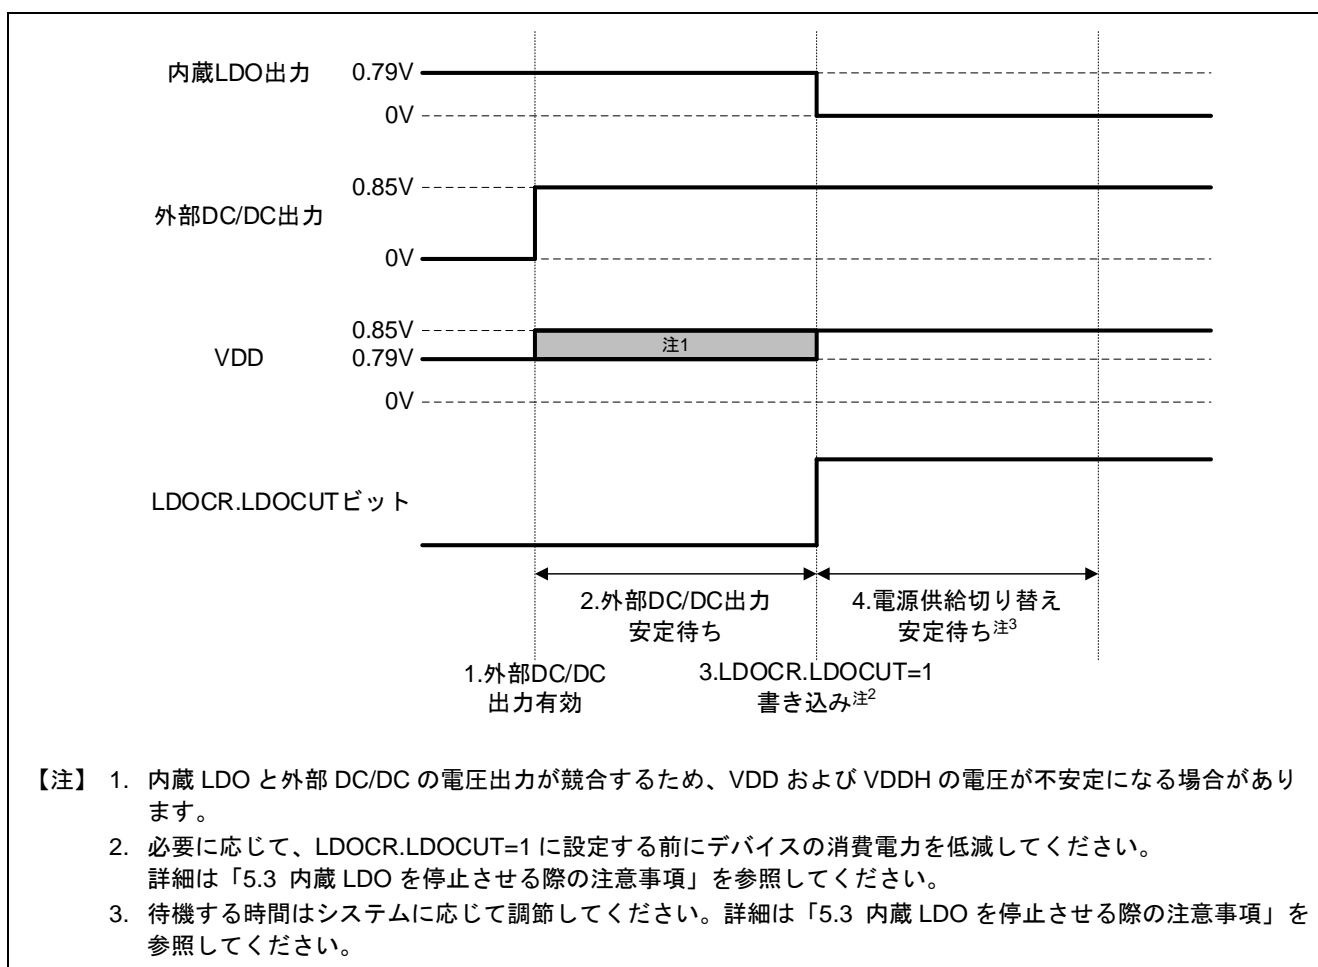 内蔵LDO出力 0.79V
0V
0.85V
外部DC/DC出力
0V
0.85V
注1
VDD 0.79V
0V
LDOCR.LDOCUTビット
2.外部DC/DC出力
安定待ち
4.電源供給切り替え
安定待ち注3
1.外部DC/DC
出力有効
3.LDOCR.LDOCUT=1
書き込み注2
【注】 1. 内蔵 LDO と外部 DC/DC の電圧出力が競合するため、VDD および VDDH の電圧が不安定になる場合があり
ます。
2. 必要に応じて、LDOCR.LDOCUT=1 に設定する前にデバイスの消費電力を低減してください。
詳細は「5.3 内蔵 LDO を停止させる際の注意事項」を参照してください。
3. 待機する時間はシステムに応じて調節してください。詳細は「5.3 内蔵 LDO を停止させる際の注意事項」を
参照してください。